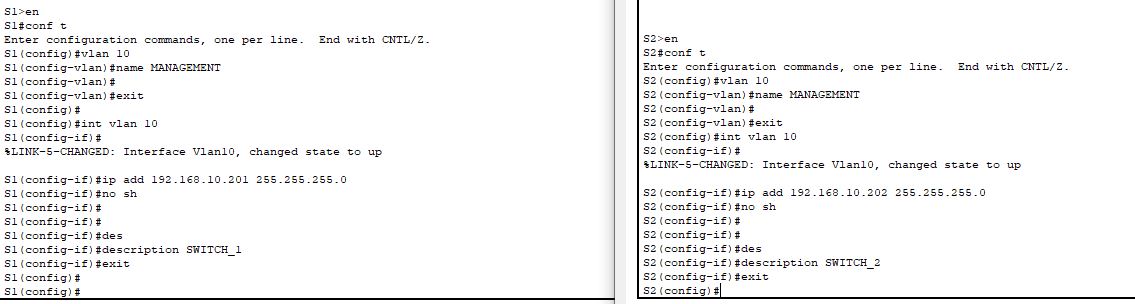 S1>en
S1#conf t
Enter configuration commands, one per line.  End with CNTL/Z.
S1(config)#vlan 10
S1(config-vlan)#name MANAGEMENT
S1(config-vlan)#
S1(config-vlan)#exit
S1(config)#
S1(config)#int vlan 10
S1(config-if)#
%LINK-5-CHANGED: Interface Vlan10, changed state to up
S1(config-if)#ip add 192.168.10.201 255.255.255.0
S1(config-if)#no sh
S1(config-if)#
S1(config-if)#
S1(config-if)#des
S1(config-if)#description SWITCH_1
S1(config-if)#exit
S1(config)#
S1(config)#
S2>en
S2#conf t
Enter configuration commands, one per line.  End with CNTL/Z.
S2(config)#vlan 10
S2(config-vlan)#name MANAGEMENT
S2(config-vlan)#
S2(config-vlan)#exit
S2(config)#int vlan 10
S2(config-if)#
%LINK-5-CHANGED: Interface Vlan10, changed state to up
S2(config-if)#ip add 192.168.10.202 255.255.255.0
S2(config-if)#no sh
S2(config-if)#
S2(config-if)#
S2(config-if)#des
S2(config-if)#description SWITCH_2
S2(config-if)#exit
S2(config)#